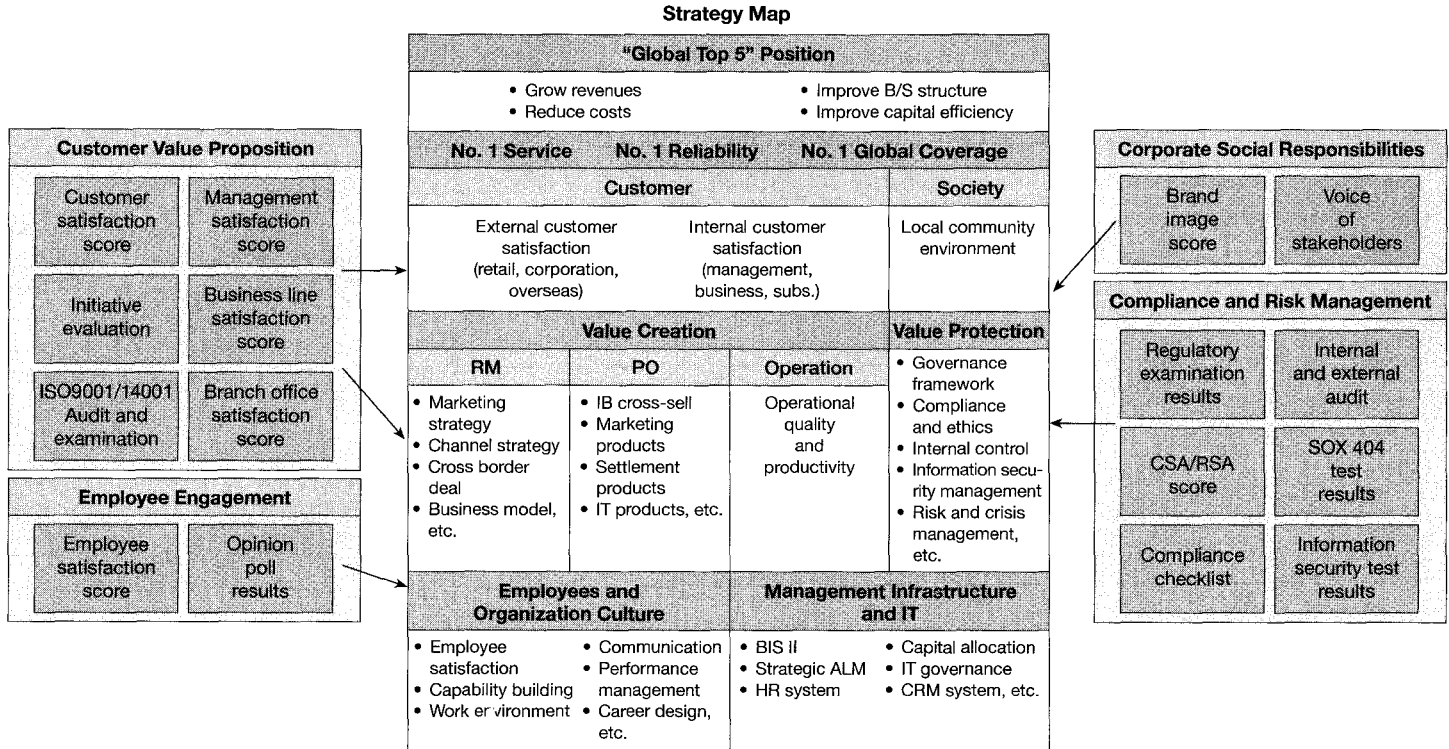 Strategy Map
“Global Top 5” Position
• Grow revenues
• Reduce costs
• Improve B/S structure
• Improve capital efficiency
No. 1 Service No. 1 Reliability No. 1 Global Coverage
Customer
Society
External customer
satisfaction
(retail, corporation,
overseas)
Internal customer
satisfaction
(management,
business, subs.)
Local community
environment
Value Creation
Value Protection
RM
PO
Operation
• Marketing
strategy
• Channel strategy
• Cross border
deal
• Business model,
etc.
• IB cross-sell
• Marketing
products
• Settlement
products
• IT products, etc.
Operational
quality
and
productivity
• Governance
framework
• Compliance
and ethics
• Internal control
• Information secu-
rity management
• Risk and crisis
management,
etc.
Employees and
Organization Culture
Management Infrastructure
and IT
• Employee
satisfaction
• Capability building
• Work environment
• Communication
• Performance
management
• Career design,
etc.
• BIS II
• Strategic ALM
• HR system
• Capital allocation
• IT governance
• CRM system, etc.
Customer Value Proposition
Customer
satisfaction
score
Management
satisfaction
score
Initiative
evaluation
Business line
satisfaction
score
ISO9001/14001
Audit and
examination
Branch office
satisfaction
score
Employee Engagement
Employee
satisfaction
score
Opinion
poll
results
Corporate Social Responsibilities
Brand
image
score
Voice
of
stakeholders
Compliance and Risk Management
Regulatory
examination
results
Internal
and external
audit
CSA/RSA
score
SOX 404
test
results
Compliance
checklist
Information
security test
results